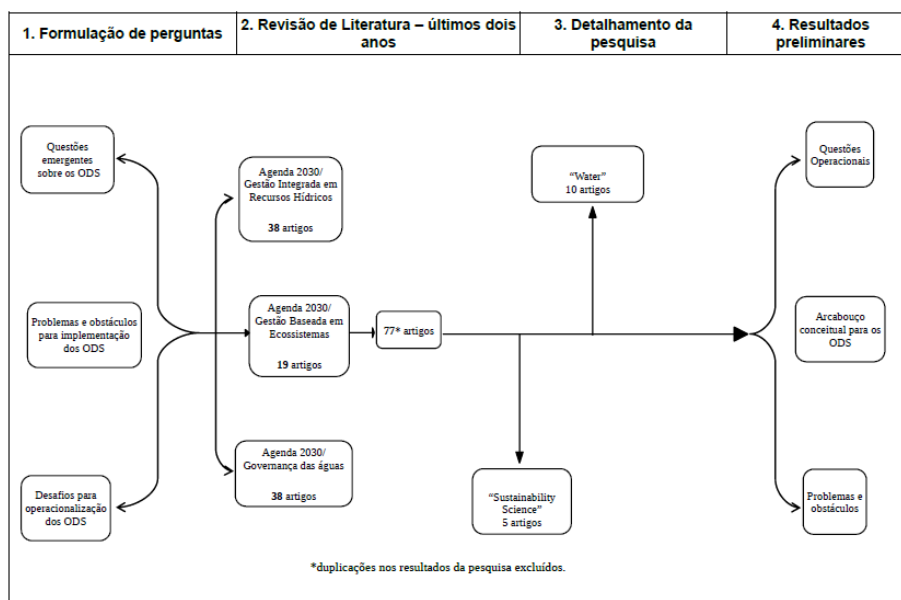 1. Formulação de perguntas
2. Revisão de Literatura – últimos dois
anos
3. Detalhamento da
pesquisa
4. Resultados
preliminares
Questões
emergentes
sobre os ODS
Problemas e obstáculos
para implementação
dos ODS
Desafios para
operacionalização
dos ODS
Agenda 2030/
Gestão Integrada em
Recursos Hídricos
38 artigos
Agenda 2030/
Gestão Baseada em
Ecossistemas
19 artigos
Agenda 2030/
Governança das águas
38 artigos
77* artigos
“Water”
10 artigos
“Sustainability
Science”
5 artigos
Questões
Operacionais
Arcabouço
conceitual para os
ODS
Problemas e
obstáculos
*duplicações nos resultados da pesquisa excluídos.